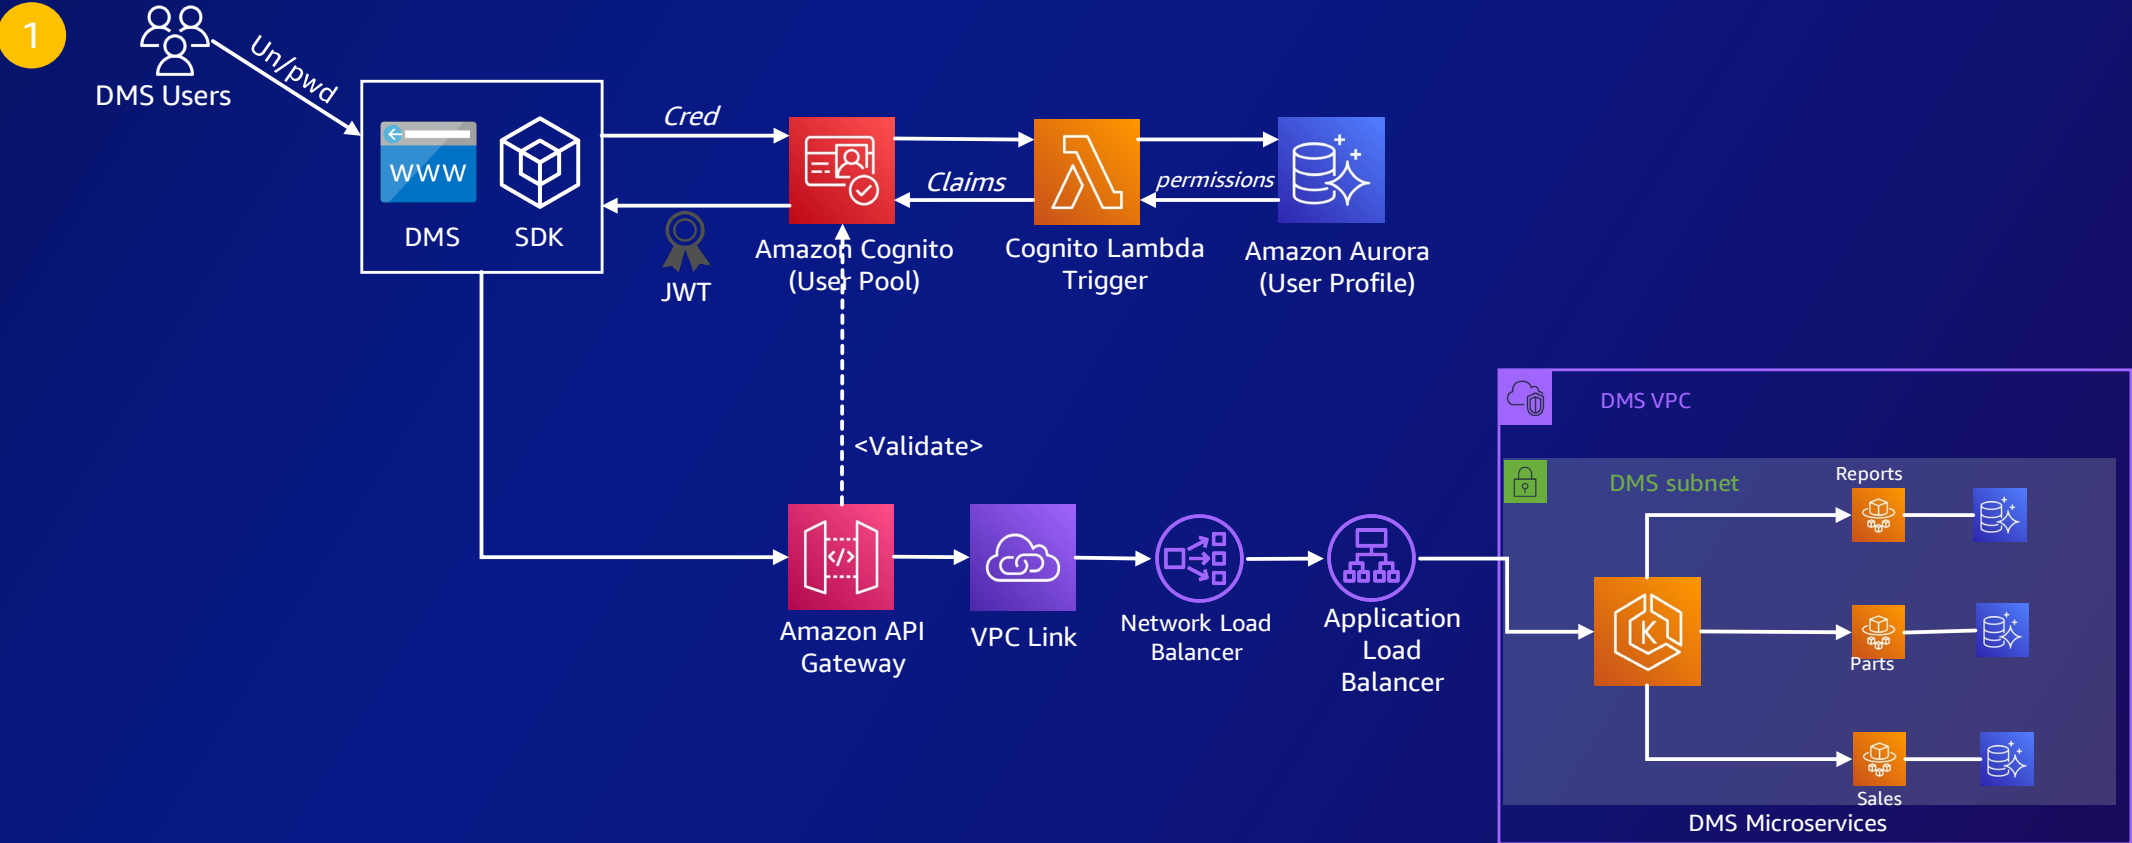 1
DMS Users
Un/pwd
WWW
DMS
SDK
Cred
JWT
Amazon Cognito
(User Pool)
Claims
Cognito Lambda
Trigger
permissions
Amazon Aurora
(User Profile)
<Validate>
</>
Amazon API
Gateway
VPC Link
Network Load
Balancer
Application
Load
Balancer
DMS VPC
DMS subnet
K
Reports
Parts
Sales
DMS Microservices